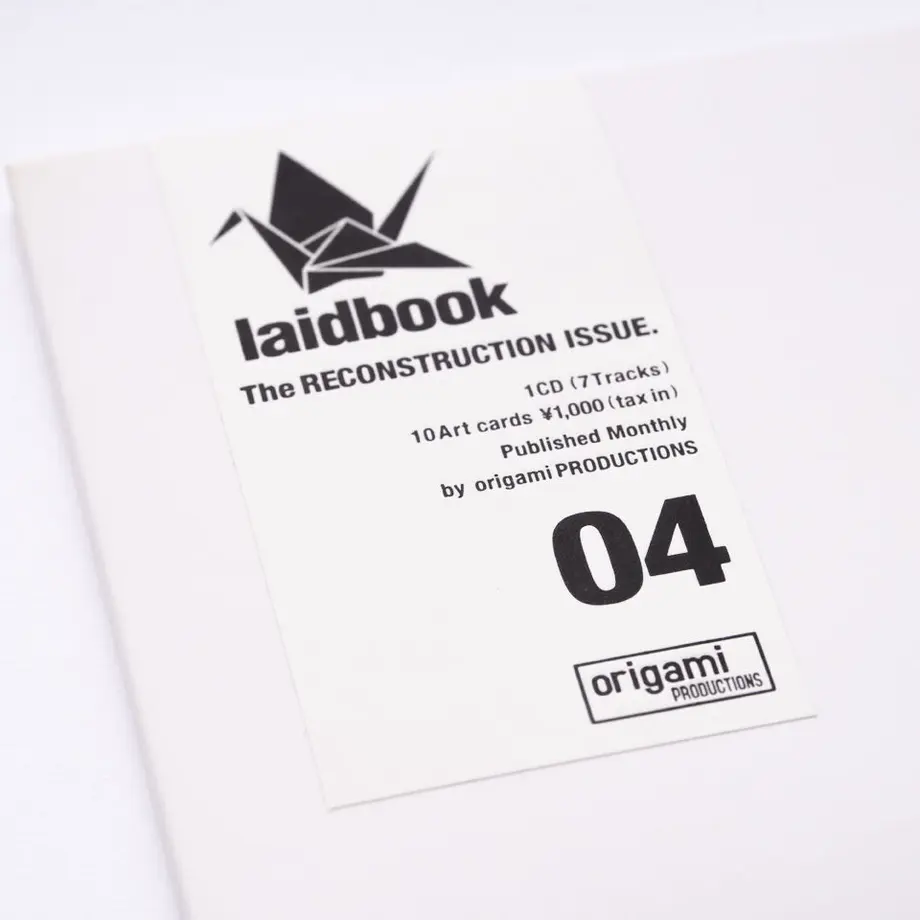 laidbook
The RECONSTRUCTION ISSUE.
1CD (7Tracks)
10Art cards ¥1,000 (tax in)
Published Monthly
by origami PRODUCTIONS
04
origami
PRODUCTIONS